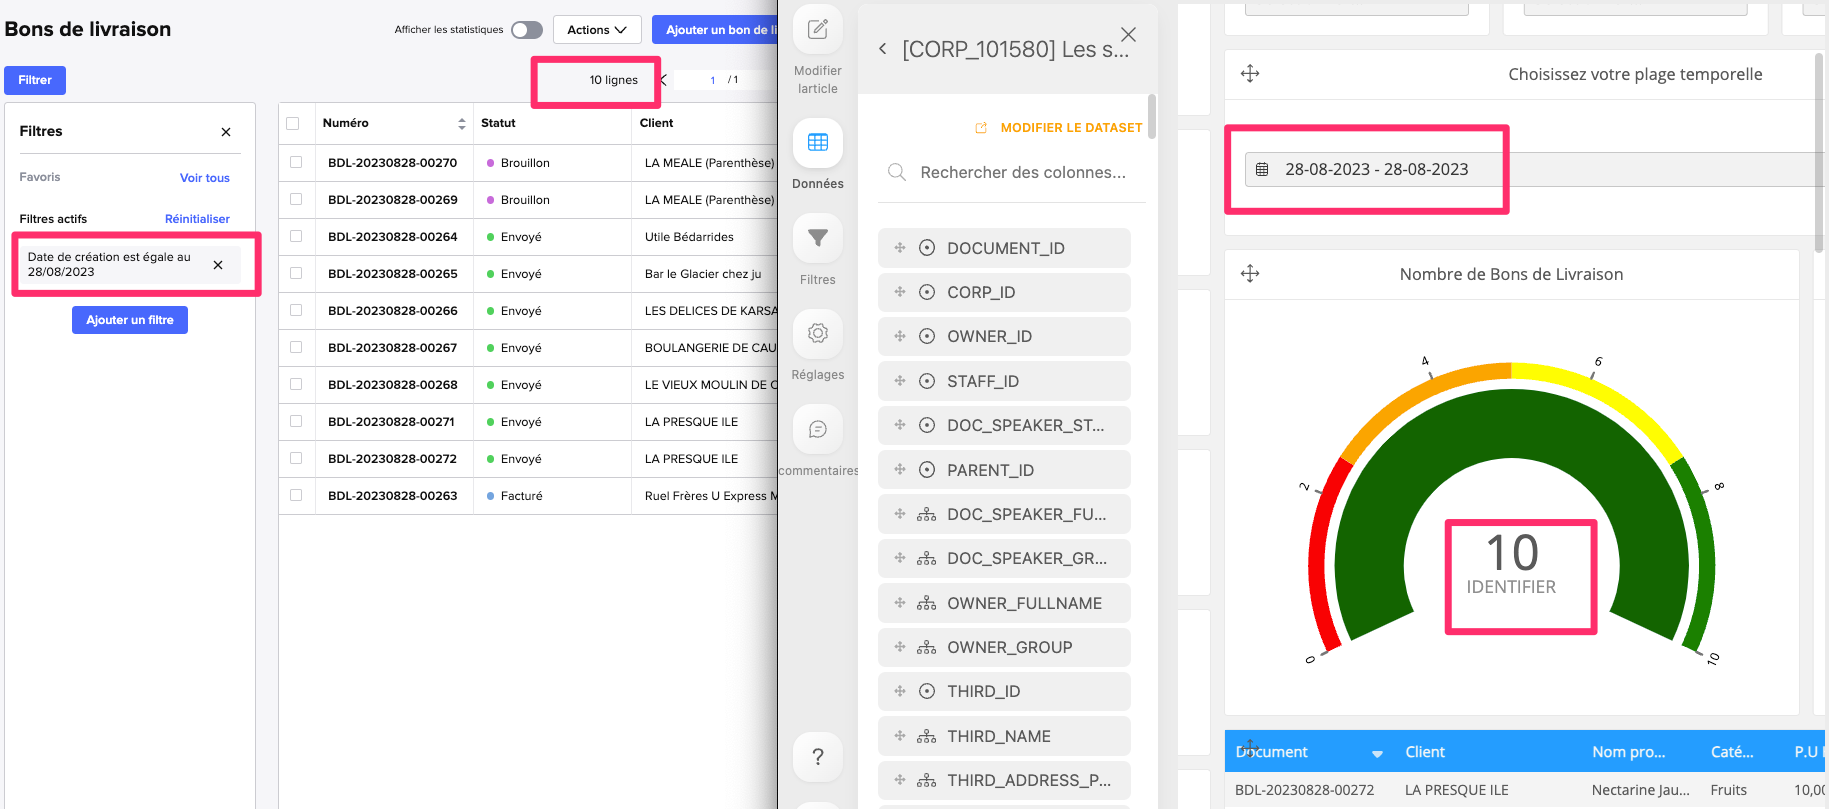 Bons de livraison
Afficher les statistiques
Actions
Ajouter un bon de li
Filtrer
10 lignes
1 / 1
Filtres
Favoris Voir tous
Filtres actifs Réinitialiser
Date de création est égale au
28/08/2023
Ajouter un filtre
Numéro Statut Client
BDL-20230828-00270 Brouillon LA MEALE (Parenthèse)
BDL-20230828-00269 Brouillon LA MEALE (Parenthèse)
BDL-20230828-00264 Envoyé Utile Bédarrides
BDL-20230828-00265 Envoyé Bar le Glacier chez ju
BDL-20230828-00266 Envoyé LES DELICES DE KARSA
BDL-20230828-00267 Envoyé BOULANGERIE DE CAU
BDL-20230828-00268 Envoyé LE VIEUX MOULIN DE C
BDL-20230828-00271 Envoyé LA PRESQUE ILE
BDL-20230828-00272 Envoyé LA PRESQUE ILE
BDL-20230828-00263 Facturé Ruel Frères U Express M
Modifier
larticle
Données
Filtres
Réglages
commentaires
?
[CORP_101580] Les s...
MODIFIER LE DATASET
Rechercher des colonnes...
DOCUMENT_ID
CORP_ID
OWNER_ID
STAFF_ID
DOC_SPEAKER_ST...
PARENT_ID
DOC_SPEAKER_FU...
DOC_SPEAKER_GR...
OWNER_FULLNAME
OWNER_GROUP
THIRD_ID
THIRD_NAME
THIRD_ADDRESS_P...
Choisissez votre plage temporelle
28-08-2023 - 28-08-2023
Nombre de Bons de Livraison
0
2
4
6
8
10
10
IDENTIFIER
Document Client Nom pro... Caté... P.U
BDL-20230828-00272 LA PRESQUE ILE Nectarine Jau... Fruits 10,00